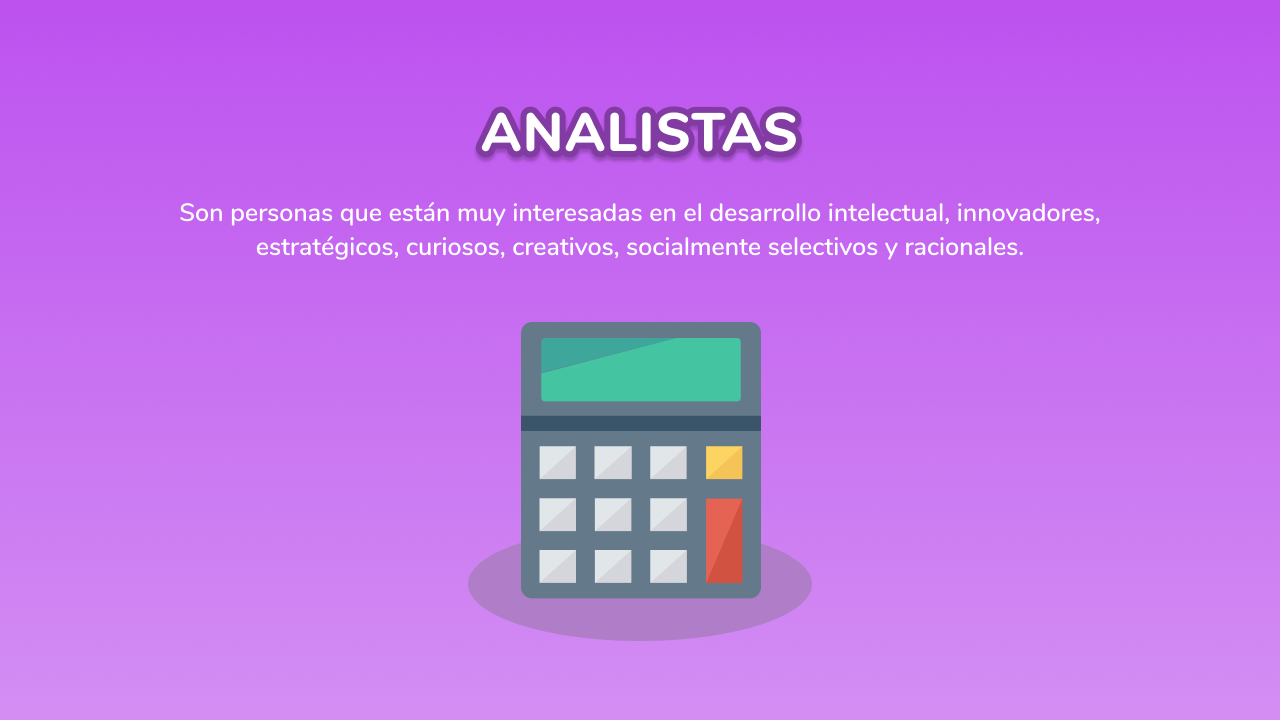 ANALISTAS
Son personas que están muy interesadas en el desarrollo intelectual, innovadores,
estratégicos, curiosos, creativos, socialmente selectivos y racionales.